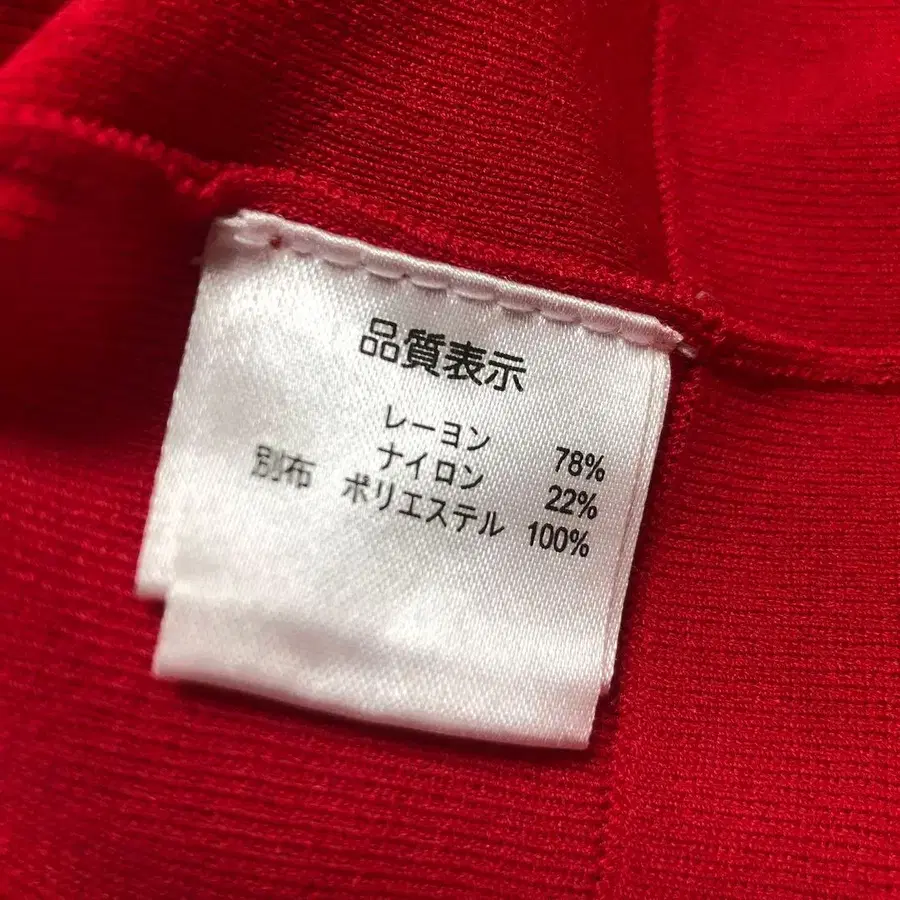 品質表示
レーヨン 78%
ナイロン 22%
別布 ポリエステル 100%